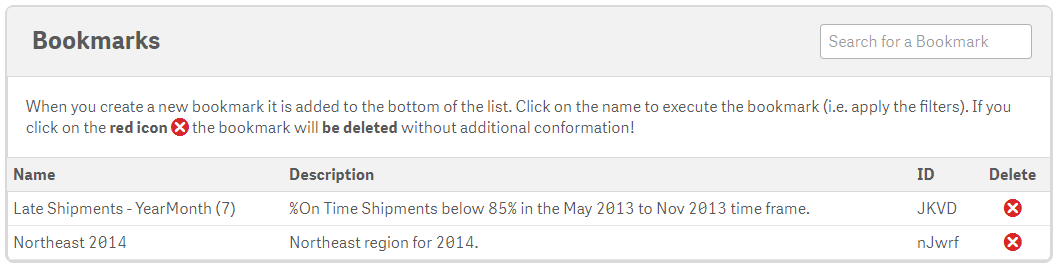 Bookmarks
Search for a Bookmark
When you create a new bookmark it is added to the bottom of the list. Click on the name to execute the bookmark (i.e. apply the filters). If you
click on the red icon the bookmark will be deleted without additional conformation!
Name Description ID Delete
Late Shipments - YearMonth (7) %On Time Shipments below 85% in the May 2013 to Nov 2013 time frame. JKVD
Northeast 2014 Northeast region for 2014. nJwrf